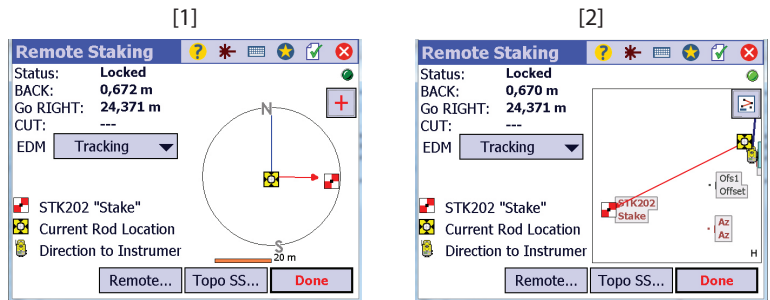 [1]
Remote Staking
Status: Locked
BACK: 0,672 m
Go RIGHT: 24,371 m
CUT: ---
EDM Tracking
N
S
20 m
STK202 "Stake"
Current Rod Location
Direction to Instrumer
Remote... Topo SS... Done
[2]
Remote Staking
Status: Locked
BACK: 0,670 m
Go RIGHT: 24,371 m
CUT: ---
EDM Tracking
Ofs1
Offset
STK202
Stake
Az
Az
H
STK202 "Stake"
Current Rod Location
Direction to Instrumer
Remote... Topo SS... Done